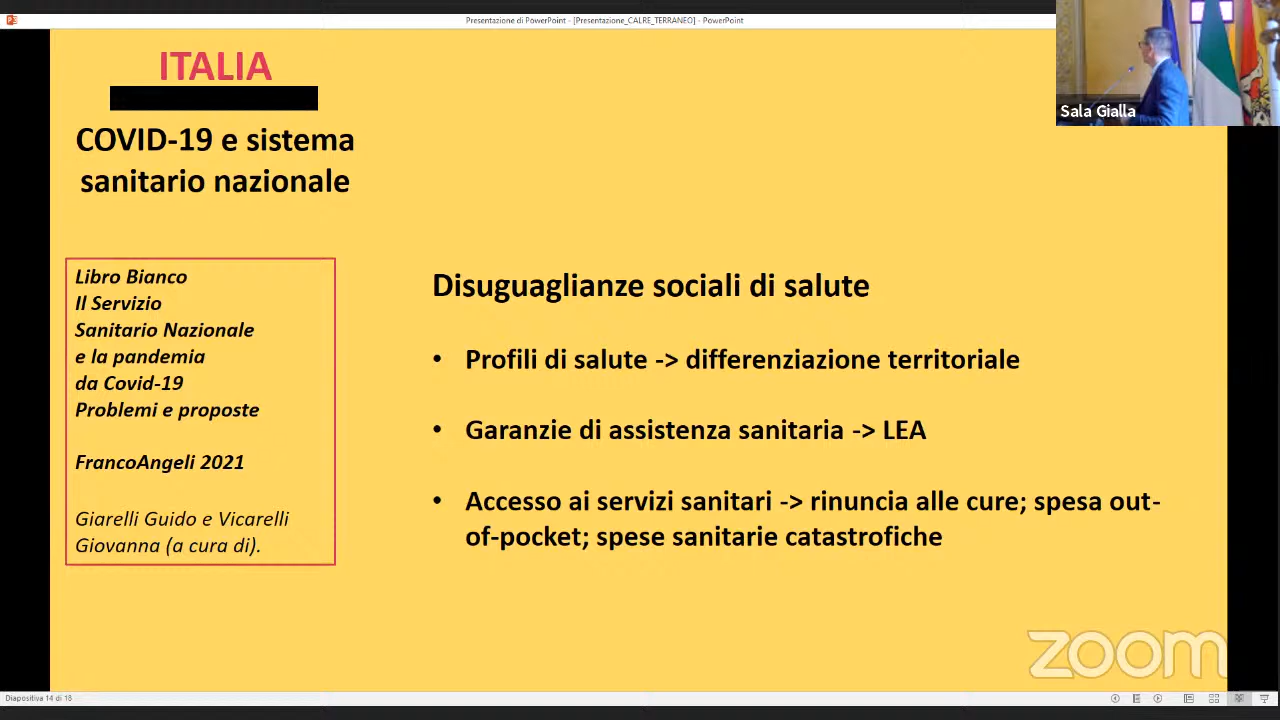 Presentazione di PowerPoint - [Presentazione_CALRE_TERRANEO] - PowerPoint
ITALIA
Sala Gialla
COVID-19 e sistema
sanitario nazionale
Libro Bianco
Il Servizio
Sanitario Nazionale
e la pandemia
da Covid-19
Problemi e proposte
FrancoAngeli 2021
Giarelli Guido e Vicarelli
Giovanna (a cura di).
Disuguaglianze sociali di salute
• Profili di salute -> differenziazione territoriale
• Garanzie di assistenza sanitaria -> LEA
• Accesso ai servizi sanitari -> rinuncia alle cure; spesa out-
of-pocket; spese sanitarie catastrofiche
zoom
Diapositiva 14 di 18